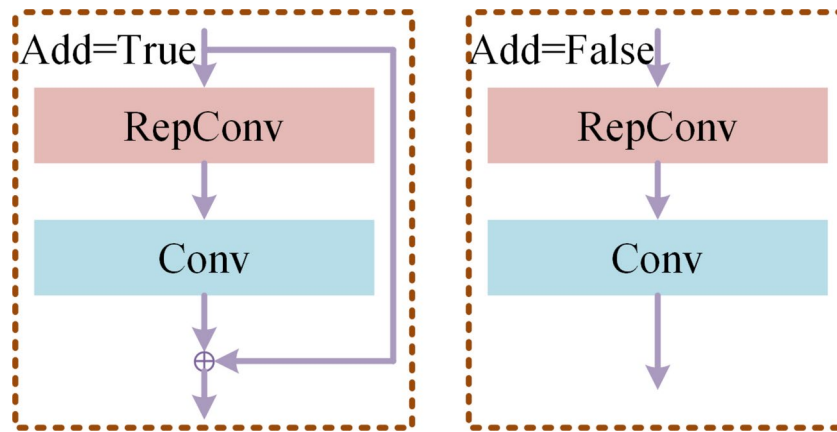 Add=True
RepConv
Conv
Add=False
RepConv
Conv